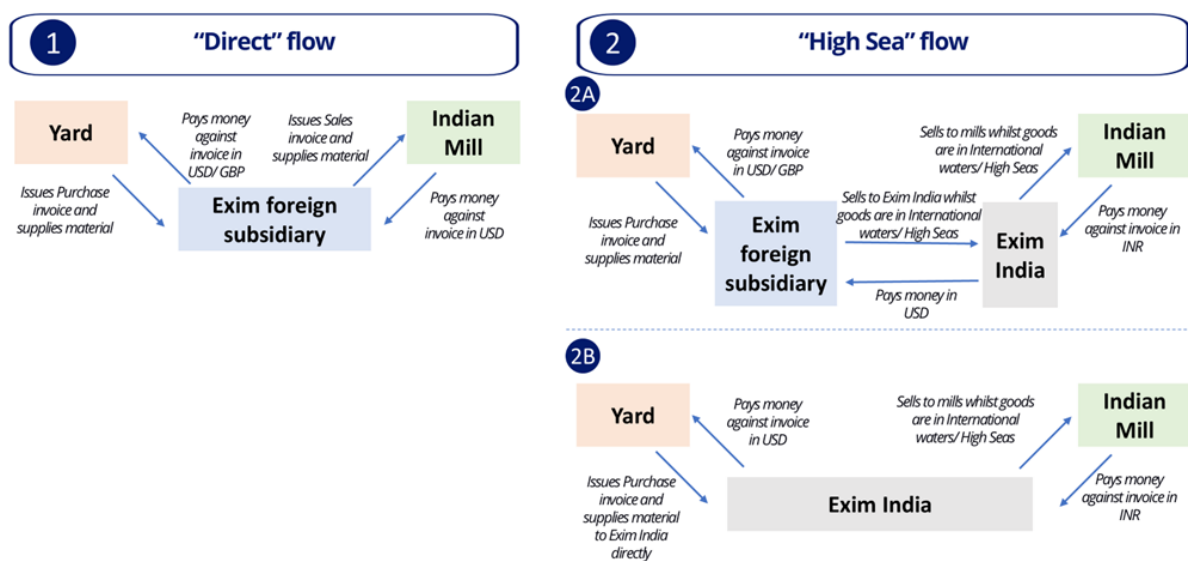 1
“Direct” flow
Yard
Pays money
against
invoice in
USD/ GBP
Issues Sales
invoice and
supplies material
Indian
Mill
Issues Purchase
invoice and
supplies material
Exim foreign
subsidiary
Pays money
against
invoice in USD
2
“High Sea” flow
2A
Yard
Pays money
against invoice in
USD/ GBP
Sells to mills whilst goods
are in International
waters/ High Seas
Indian
Mill
Issues Purchase
invoice and
supplies material
Exim
foreign
subsidiary
Sells to Exim India whilst
goods are in International
waters/ High Seas
Exim
India
Pays money
against invoice in
INR
Pays money in
USD
2B
Yard
Pays money
against invoice
in USD
Sells to mills whilst goods
are in International
waters/ High Seas
Indian
Mill
Issues Purchase
invoice and
supplies material
to Exim India
directly
Exim India
Pays money
against invoice in
INR